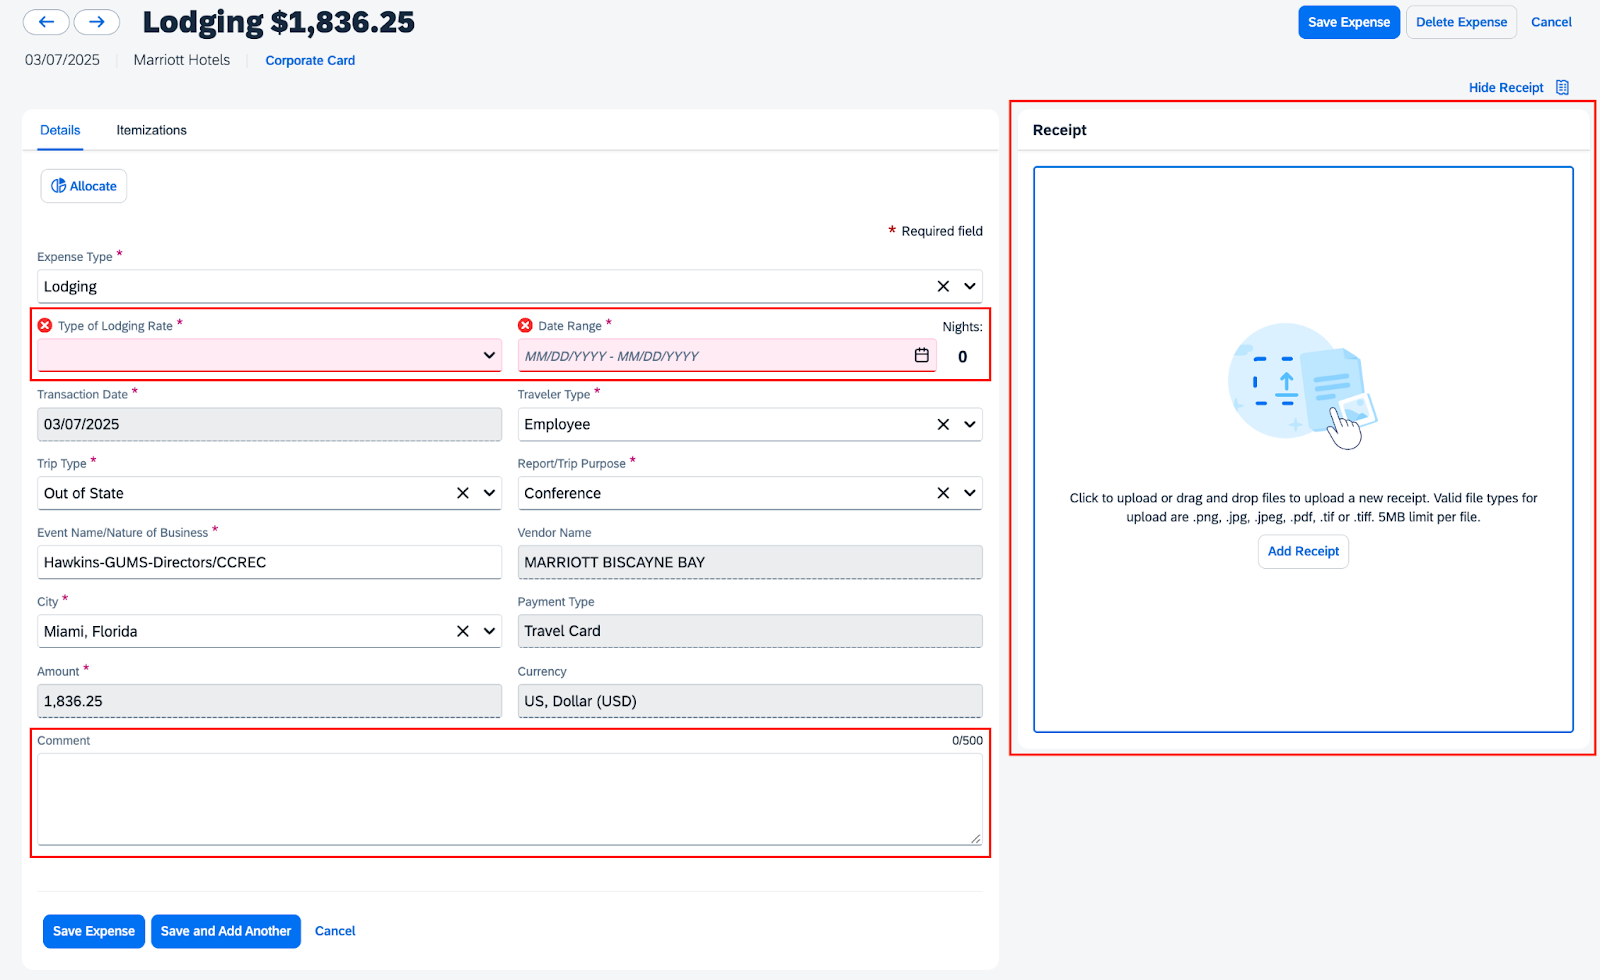 Lodging $1,836.25
Save Expense Delete Expense Cancel
03/07/2025 Marriott Hotels Corporate Card
Hide Receipt
Details Itemizations
Allocate
* Required field
Expense Type *
Lodging
Type of Lodging Rate * Date Range * Nights:
MM/DD/YYYY - MM/DD/YYYY 0
Transaction Date * Traveler Type *
03/07/2025 Employee
Trip Type * Report/Trip Purpose *
Out of State Conference
Event Name/Nature of Business * Vendor Name
Hawkins-GUMS-Directors/CCREC MARRIOTT BISCAYNE BAY
City * Payment Type
Miami, Florida Travel Card
Amount * Currency
1,836.25 US, Dollar (USD)
Comment 0/500
Save Expense Save and Add Another Cancel
Receipt
Click to upload or drag and drop files to upload a new receipt. Valid file types for
upload are .png, .jpg, .jpeg, .pdf, .tif or .tiff. 5MB limit per file.
Add Receipt